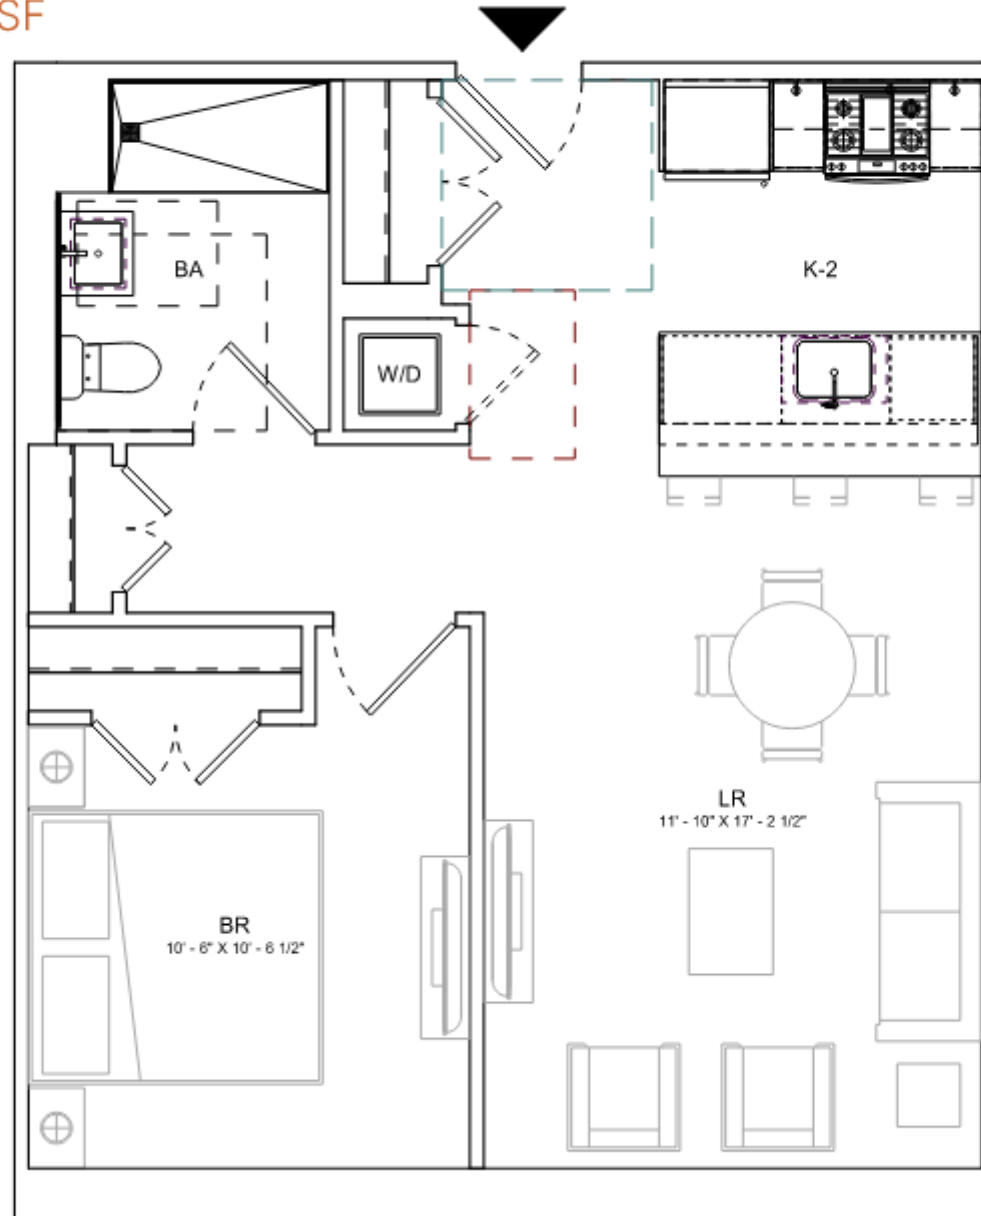 SF
BA
K-2
W/D
LR
11' - 10" X 17' - 2 1/2"
BR
10' - 6" X 10' - 6 1/2"